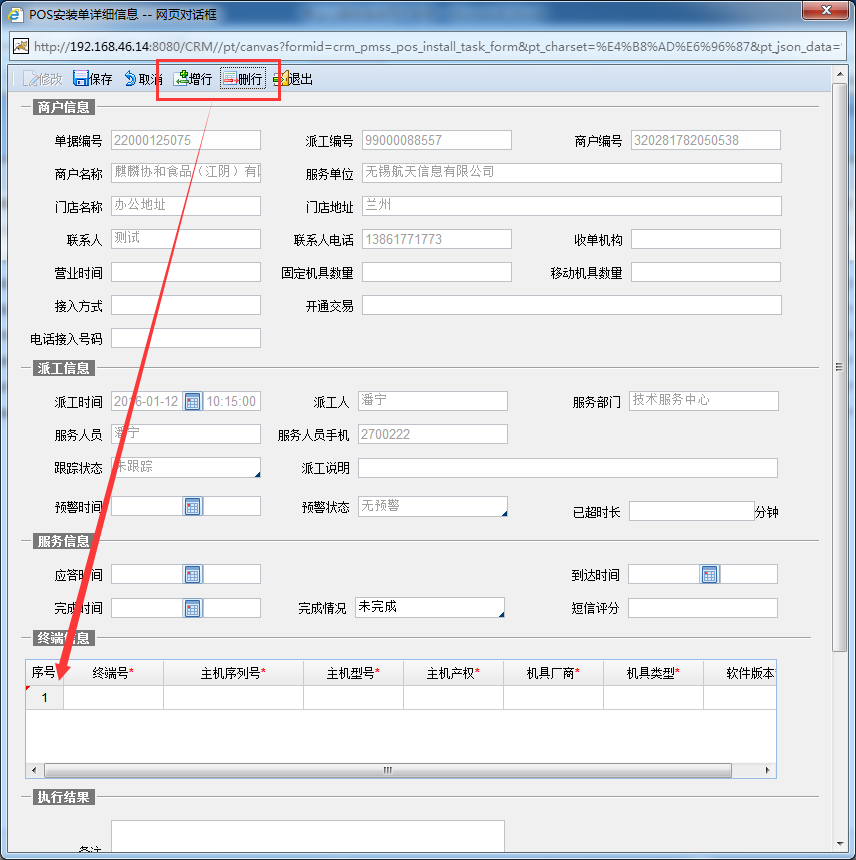 POS安装单详细信息 -- 网页对话框
http://192.168.46.14:8080/CRM//pt/canvas?formid=crm_pmss_pos_install_task_form&pt_charset=%E4%B8%AD%E6%96%87&pt_json_data=
修改 保存 取消 增行 删行 退出
商户信息
单据编号 22000125075 派工编号 99000088557 商户编号 320281782050538
商户名称 麒麟协和食品（江阴）有 服务单位 无锡航天信息有限公司
门店名称 办公地址 门店地址 兰州
联系人 测试 联系人电话 13861771773 收单机构
营业时间 固定机具数量 移动机具数量
接入方式 开通交易
电话接入号码
派工信息
派工时间 2016-01-12 10:15:00 派工人 潘宁 服务部门 技术服务中心
服务人员 潘宁 服务人员手机 2700222
跟踪状态 未跟踪 派工说明
预警时间 预警状态 无预警 已超时长 分钟
服务信息
应答时间 到达时间
完成时间 完成情况 未完成 短信评分
终端信息
序号 终端号* 主机序列号* 主机型号* 主机产权* 机具厂商* 机具类型* 软件版本
1
执行结果
备注